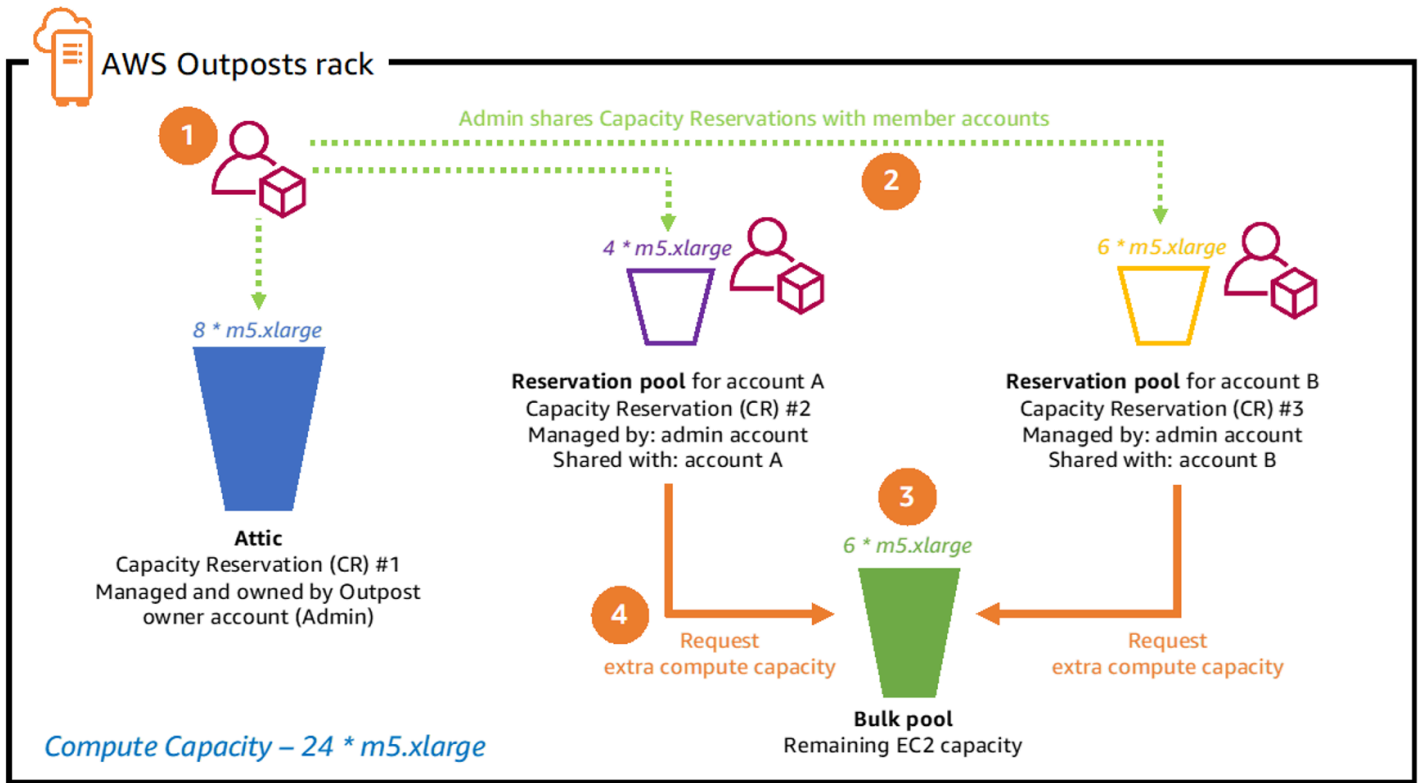 AWS Outposts rack
1
Admin shares Capacity Reservations with member accounts
2
4 * m5.xlarge
6 * m5.xlarge
8 * m5.xlarge
Reservation pool for account A
Capacity Reservation (CR) #2
Managed by: admin account
Shared with: account A
Reservation pool for account B
Capacity Reservation (CR) #3
Managed by: admin account
Shared with: account B
Attic
Capacity Reservation (CR) #1
Managed and owned by Outpost
owner account (Admin)
3
6 * m5.xlarge
4
Request
extra compute capacity
Request
extra compute capacity
Bulk pool
Remaining EC2 capacity
Compute Capacity – 24 * m5.xlarge